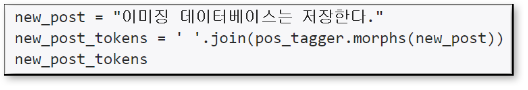 new_post = "이미징 데이터베이스는 저장한다."
new_post_tokens = ' '.join(pos_tagger.morphs(new_post))
new_post_tokens